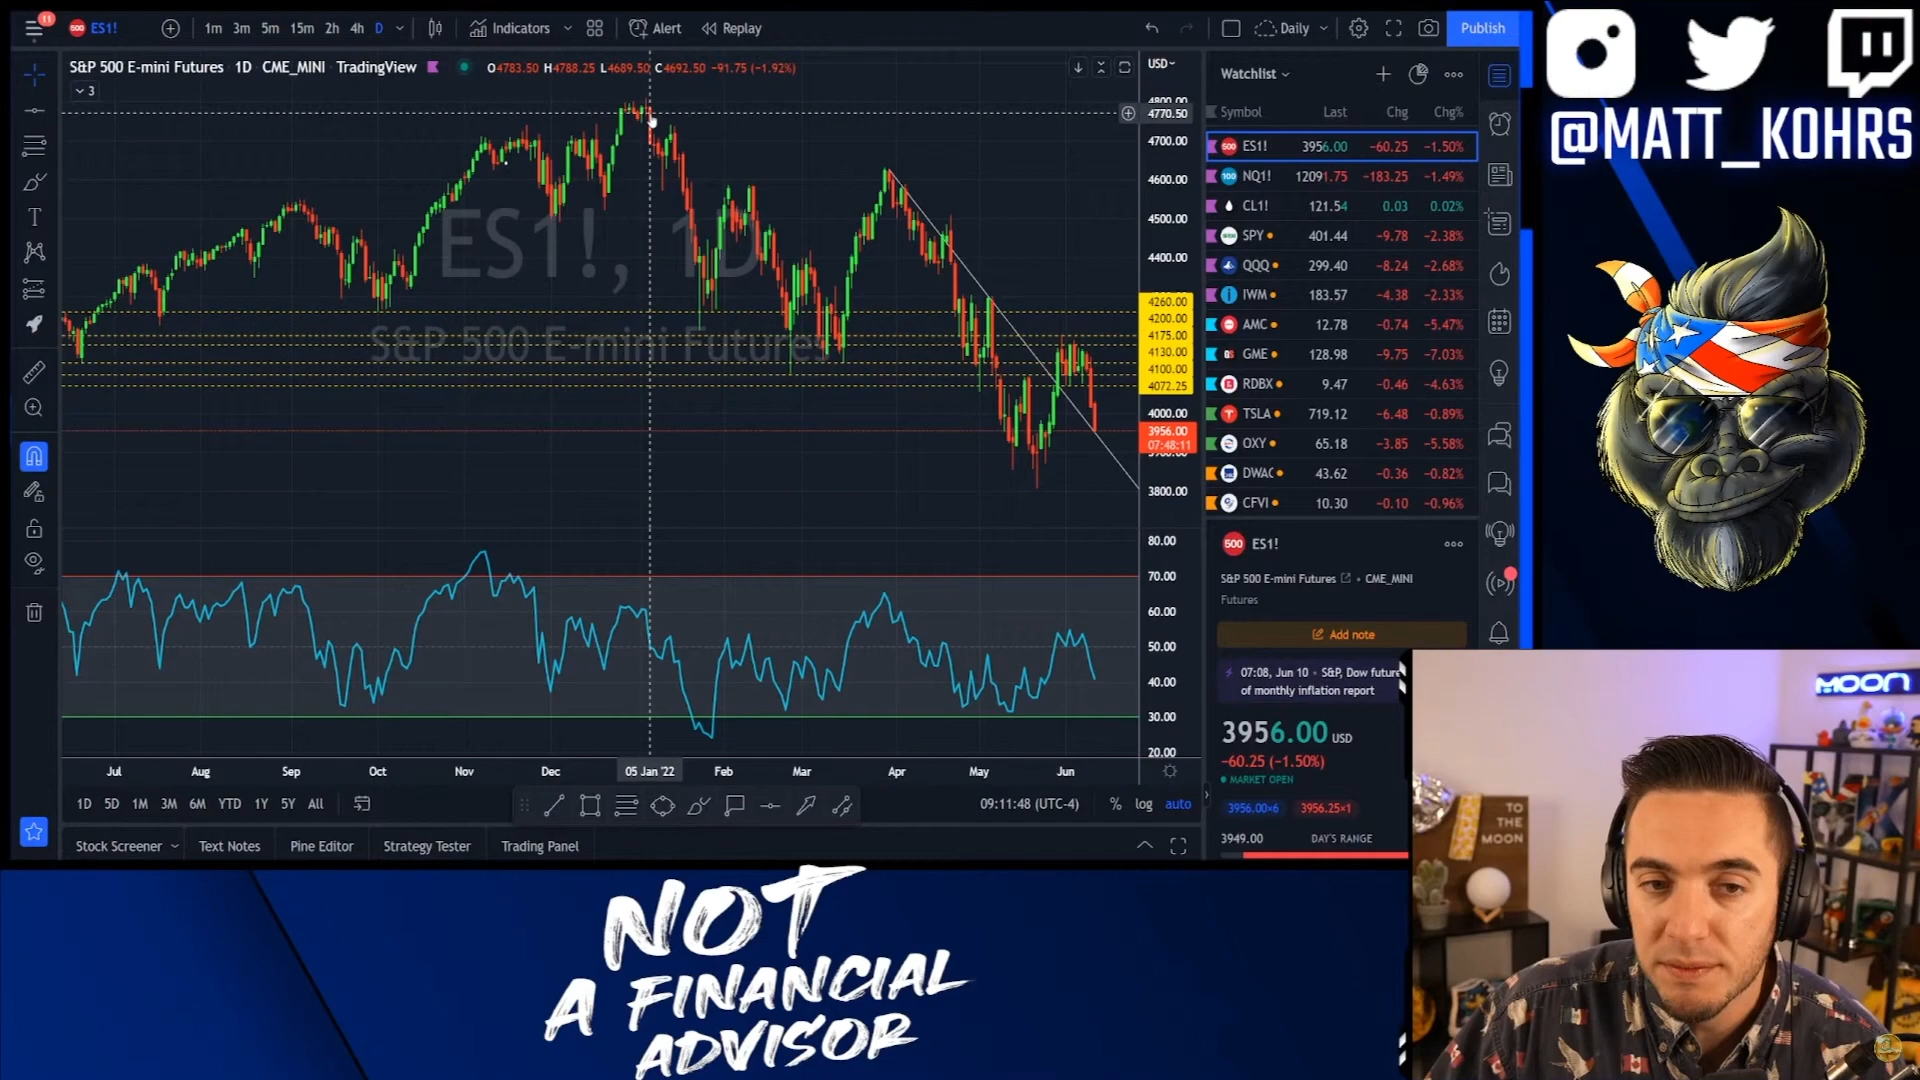 11
500 ES1!
1m 3m 5m 15m 2h 4h D
Indicators
Alert
Replay
Daily
Publish
S&P 500 E-mini Futures · 1D · CME_MINI · TradingView
O4783.50 H4788.25 L4689.50 C4692.50 −91.75 (−1.92%)
3
USD
4800.00
4770.50
4700.00
4600.00
4500.00
4400.00
4260.00
4200.00
4175.00
4130.00
4100.00
4072.25
4000.00
3956.00
07:48:11
3800.00
80.00
70.00
60.00
50.00
40.00
30.00
20.00
ES1!, 1D
S&P 500 E-mini Futures
Jul Aug Sep Oct Nov Dec 05 Jan '22 Feb Mar Apr May Jun
1D 5D 1M 3M 6M YTD 1Y 5Y All
09:11:48 (UTC-4) % log auto
Stock Screener Text Notes Pine Editor Strategy Tester Trading Panel
Watchlist
Symbol Last Chg Chg%
500 ES1! 3956.00 −60.25 −1.50%
100 NQ1! 12091.75 −183.25 −1.49%
CL1! 121.54 0.03 0.02%
SPY 401.44 −9.78 −2.38%
QQQ 299.40 −8.24 −2.68%
IWM 183.57 −4.38 −2.33%
AMC 12.78 −0.74 −5.47%
GME 128.98 −9.75 −7.03%
RDBX 9.47 −0.46 −4.63%
TSLA 719.12 −6.48 −0.89%
OXY 65.18 −3.85 −5.58%
DWAC 43.62 −0.36 −0.82%
CFVI 10.30 −0.10 −0.96%
500 ES1!
S&P 500 E-mini Futures · CME_MINI
Futures
Add note
07:08, Jun 10 · S&P, Dow future
of monthly inflation report
3956.00 USD
−60.25 (−1.50%)
MARKET OPEN
3956.00×6 3956.25×1
3949.00 DAY'S RANGE
@MATT_KOHRS
MOON
TO
THE
MOON
NOT
A FINANCIAL
ADVISOR